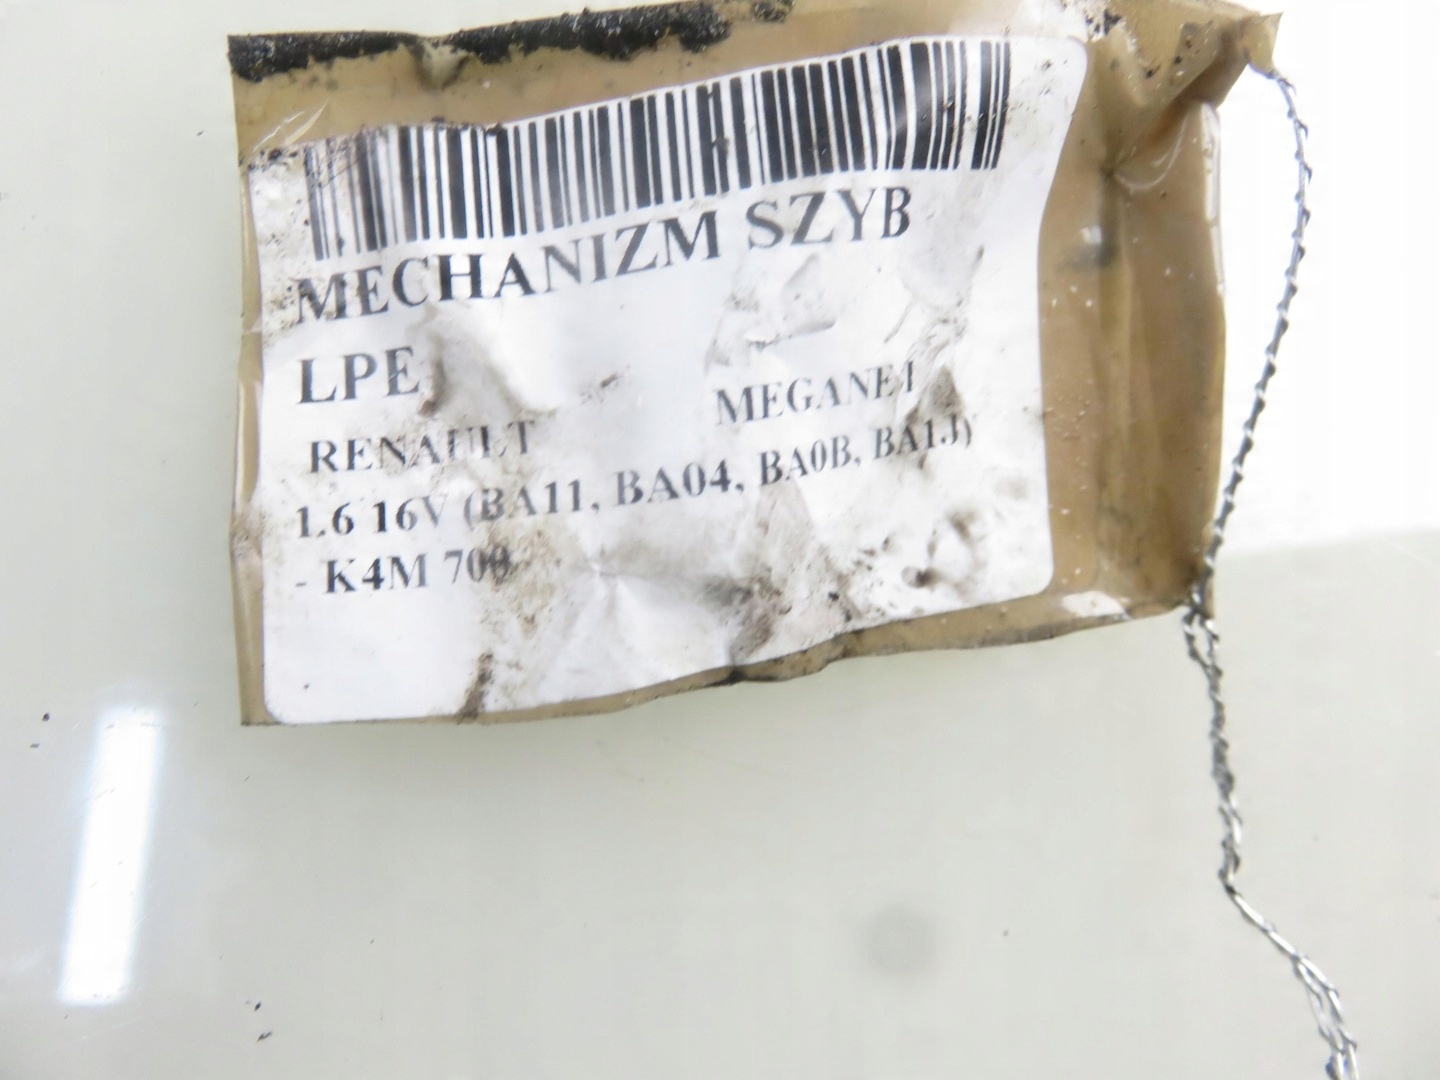 MECHANIZM SZYB
LPE
RENAULT MEGANE I
1.6 16V (BA11, BA04, BA0B, BA1J)
- K4M 700